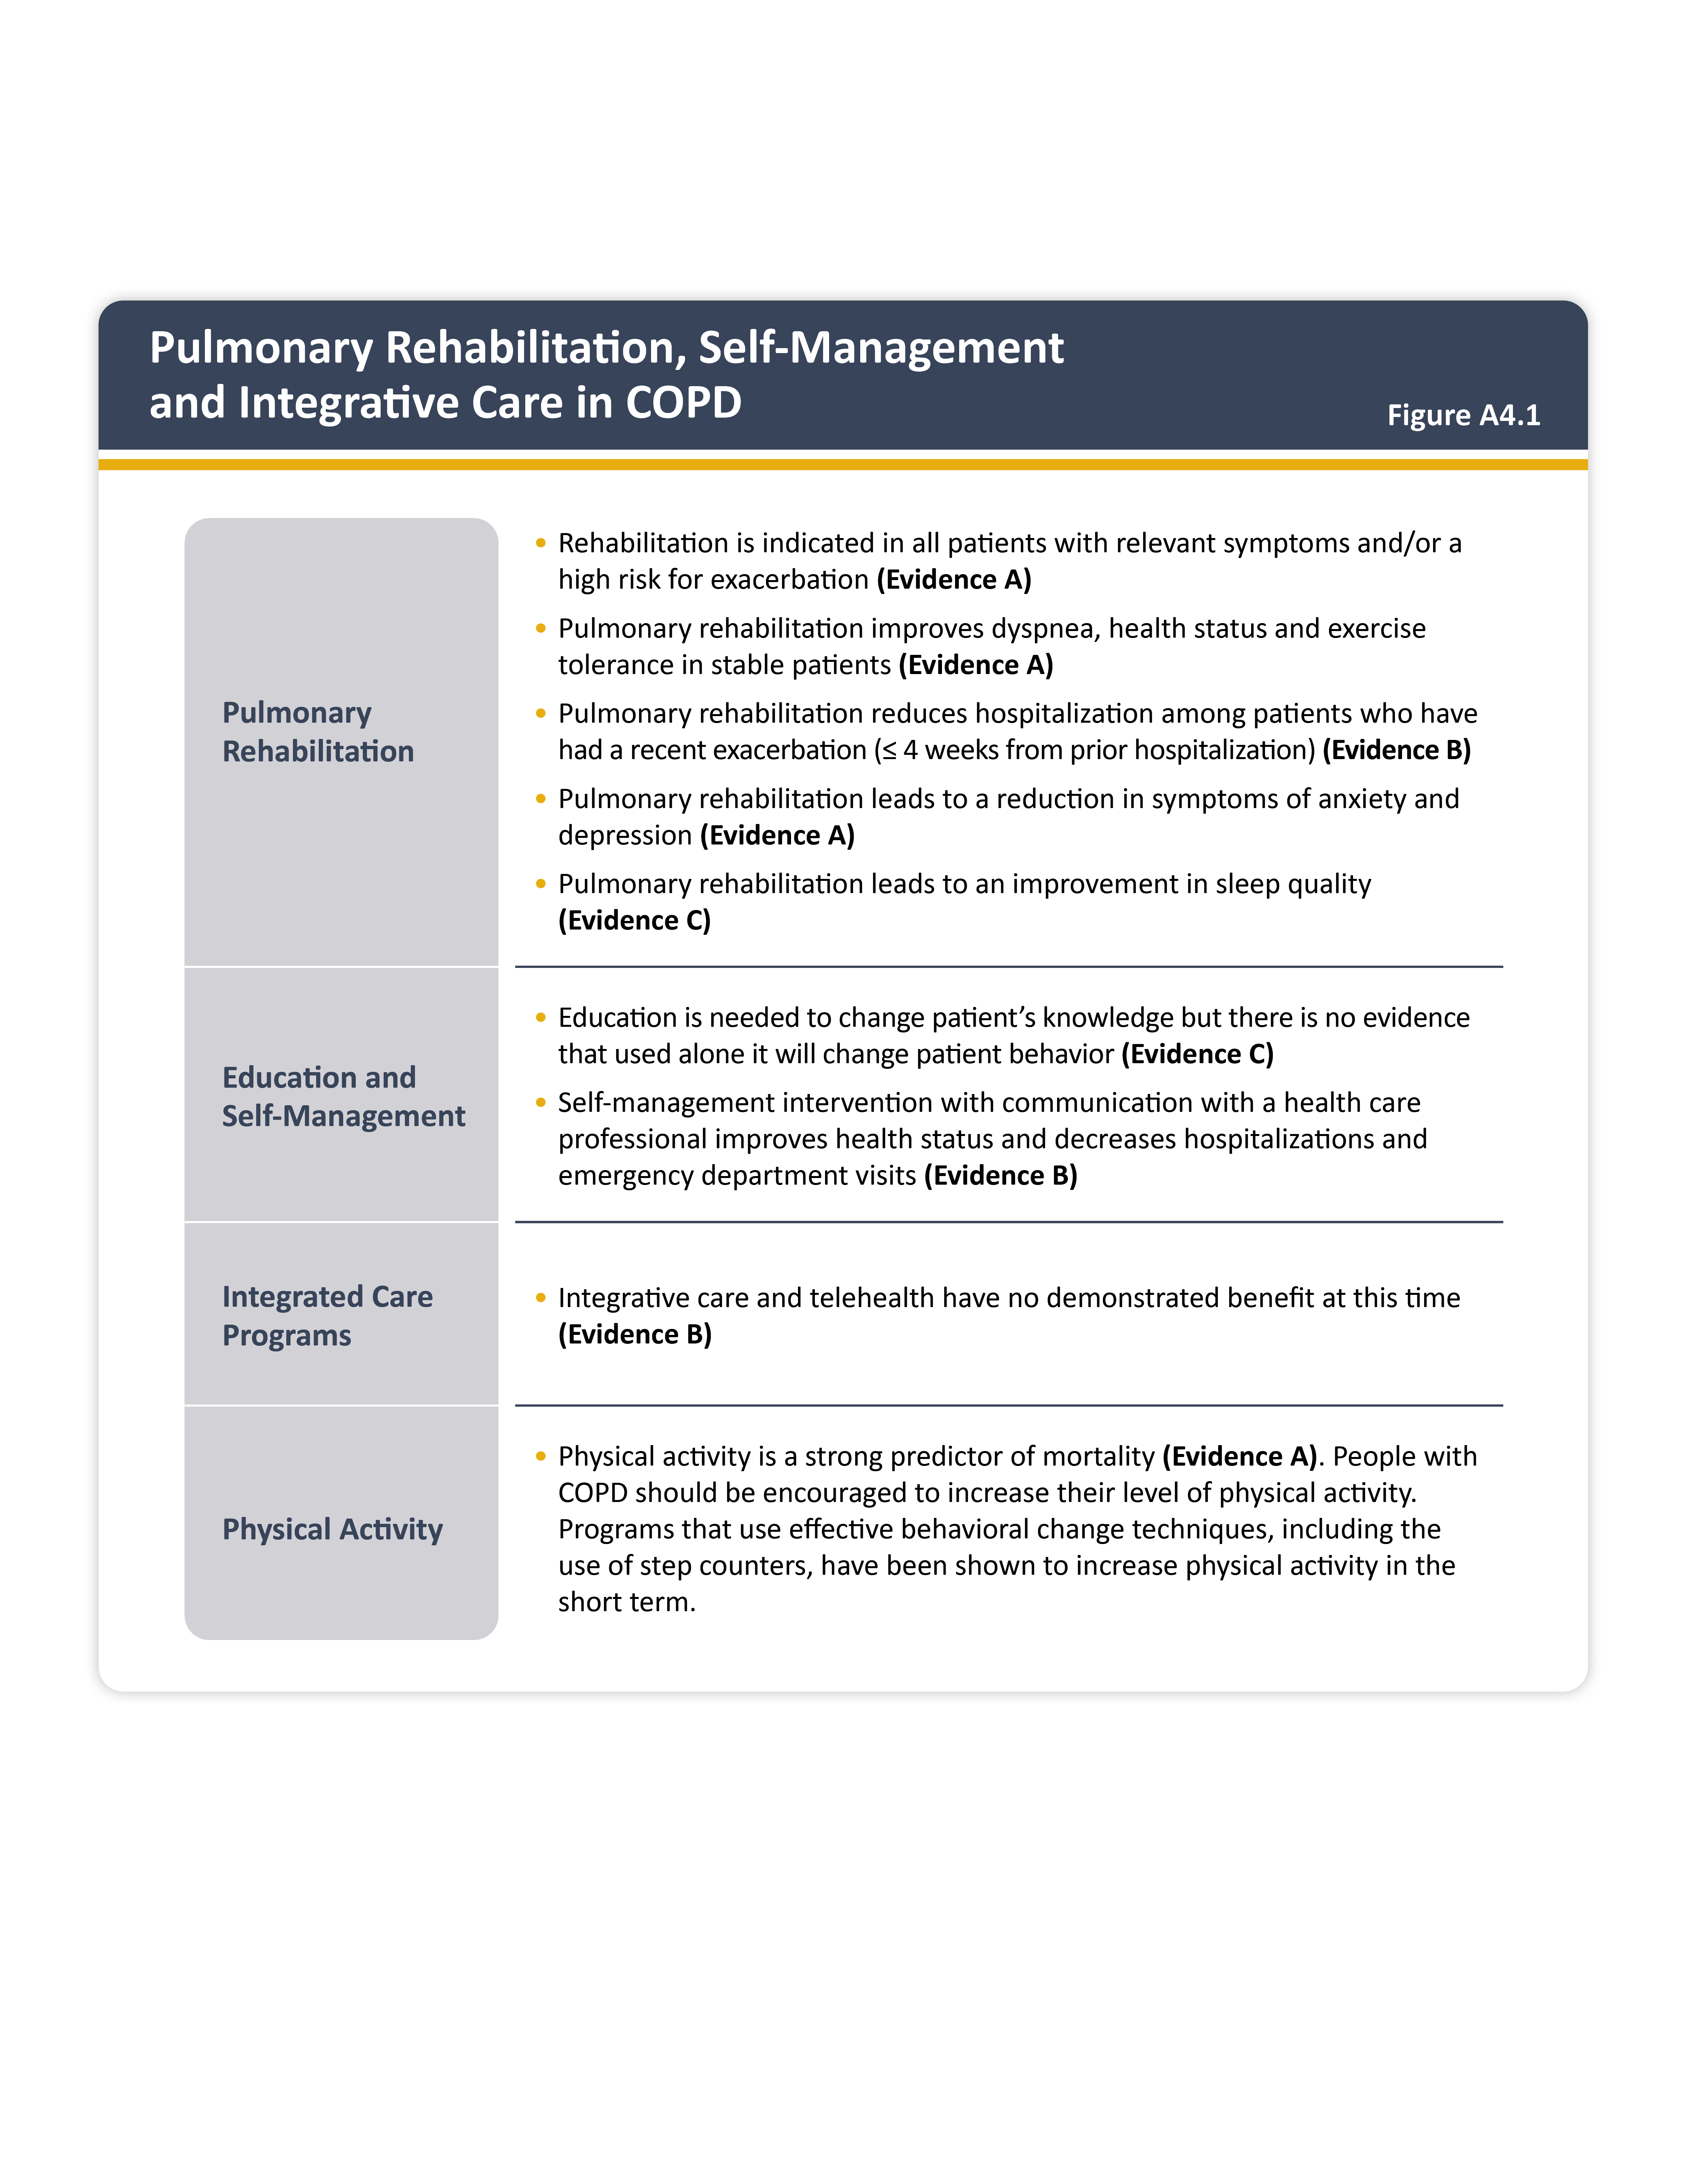 Pulmonary Rehabilitation, Self-Management
and Integrative Care in COPD
Figure A4.1
Pulmonary
Rehabilitation
• Rehabilitation is indicated in all patients with relevant symptoms and/or a
high risk for exacerbation (Evidence A)
• Pulmonary rehabilitation improves dyspnea, health status and exercise
tolerance in stable patients (Evidence A)
• Pulmonary rehabilitation reduces hospitalization among patients who have
had a recent exacerbation (≤ 4 weeks from prior hospitalization) (Evidence B)
• Pulmonary rehabilitation leads to a reduction in symptoms of anxiety and
depression (Evidence A)
• Pulmonary rehabilitation leads to an improvement in sleep quality
(Evidence C)
Education and
Self-Management
• Education is needed to change patient’s knowledge but there is no evidence
that used alone it will change patient behavior (Evidence C)
• Self-management intervention with communication with a health care
professional improves health status and decreases hospitalizations and
emergency department visits (Evidence B)
Integrated Care
Programs
• Integrative care and telehealth have no demonstrated benefit at this time
(Evidence B)
Physical Activity
• Physical activity is a strong predictor of mortality (Evidence A). People with
COPD should be encouraged to increase their level of physical activity.
Programs that use effective behavioral change techniques, including the
use of step counters, have been shown to increase physical activity in the
short term.